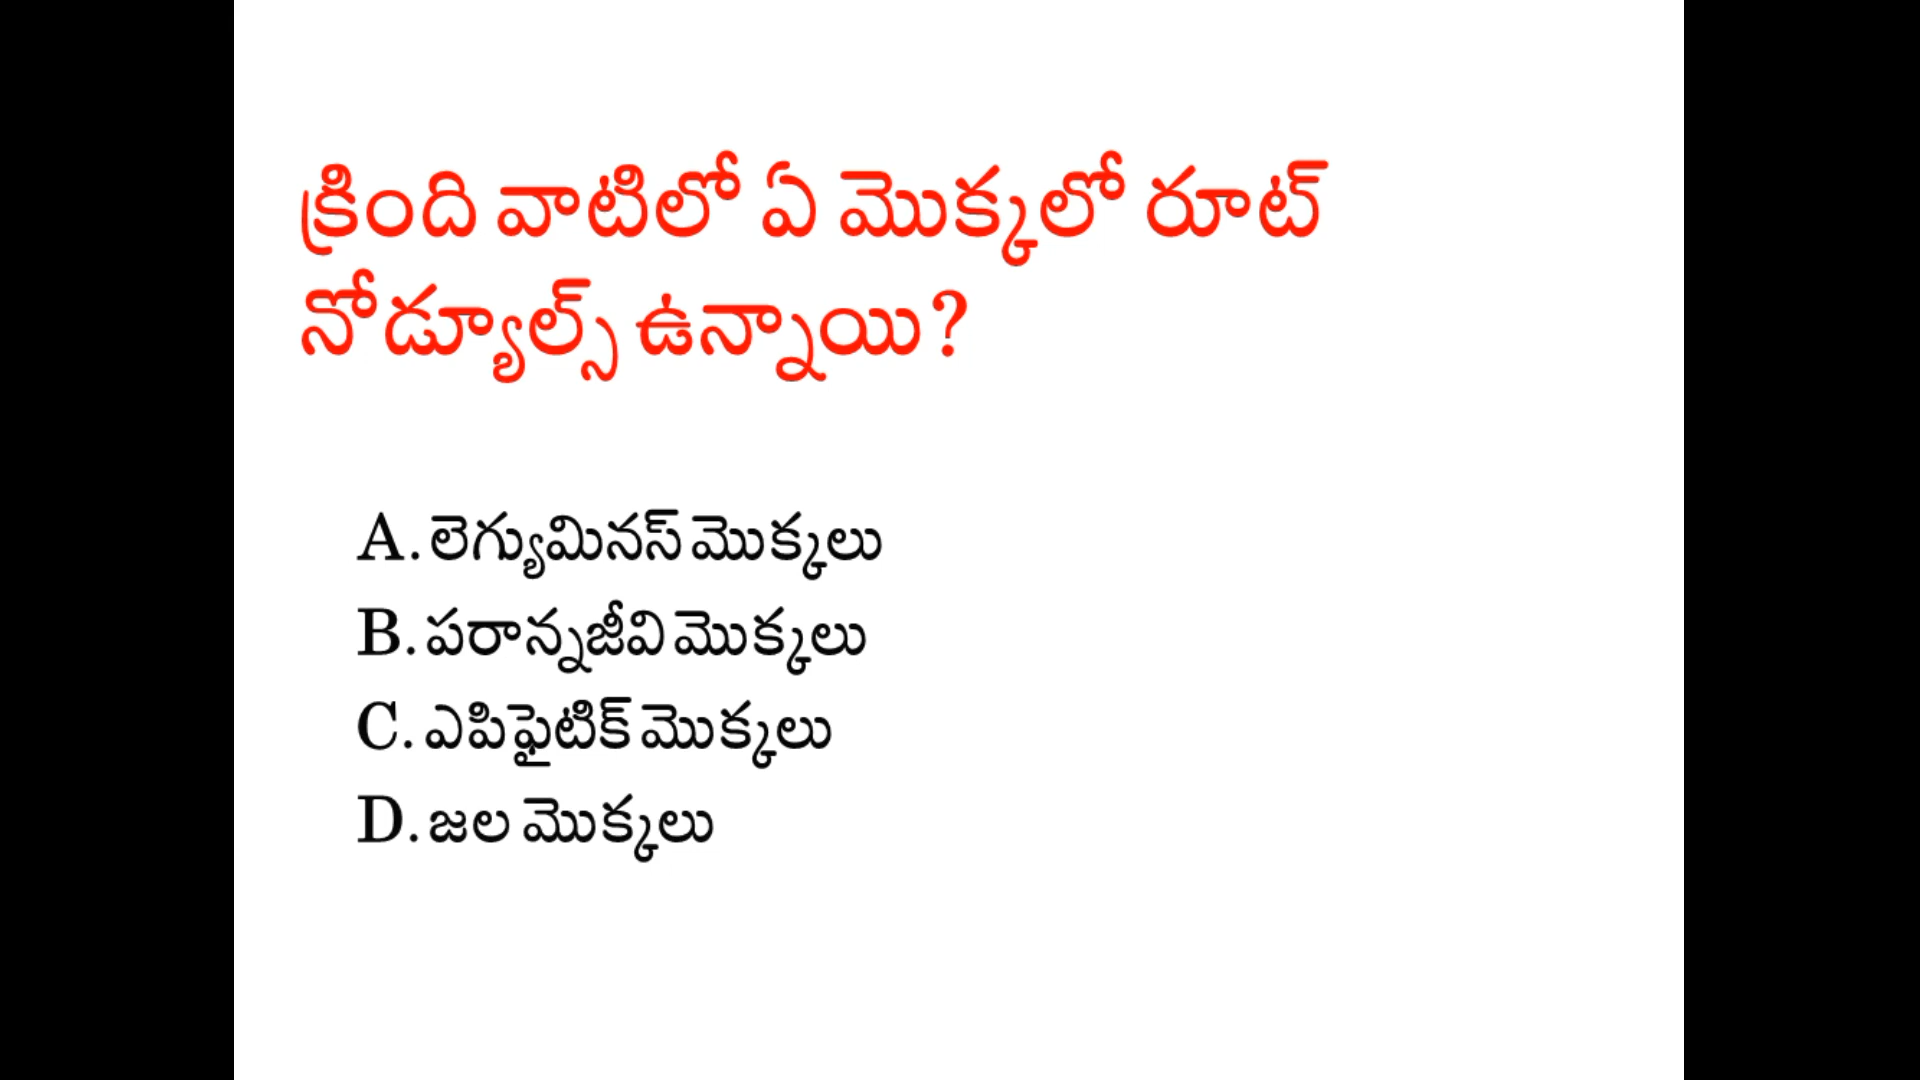 క్రింది వాటిలో ఏ మొక్కలో రూట్
నోడ్యూల్స్ ఉన్నాయి?
A. లెగ్యుమినస్ మొక్కలు
B. పరాన్నజీవి మొక్కలు
C. ఎపిఫైటిక్ మొక్కలు
D. జల మొక్కలు